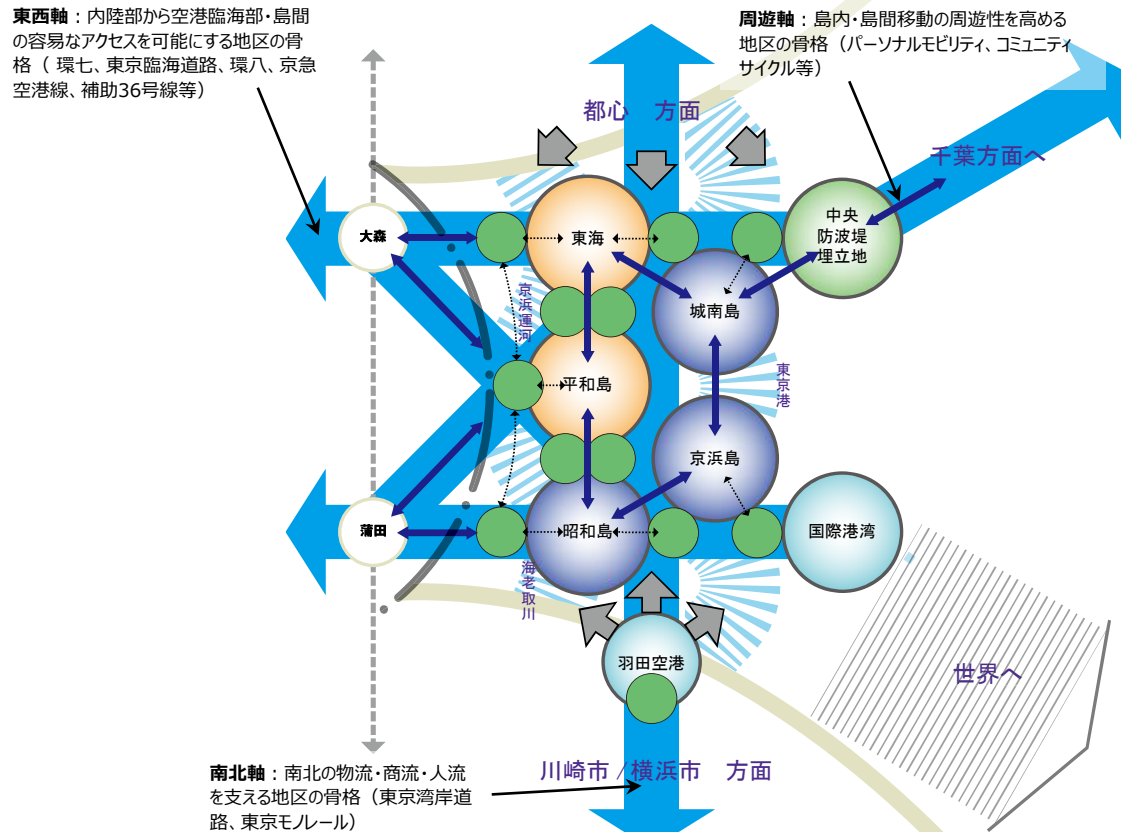 東西軸：内陸部から空港臨海部・島間
の容易なアクセスを可能にする地区の骨
格（ 環七、東京臨海道路、環八、京急
空港線、補助36号線等）
周遊軸：島内・島間移動の周遊性を高める
地区の骨格（パーソナルモビリティ、コミュニティ
サイクル等）
都心　方面
千葉方面へ
大森
東海
中央
防波堤
埋立地
京浜運河
城南島
平和島
東京港
京浜島
蒲田
昭和島
国際港湾
海老取川
羽田空港
世界へ
南北軸：南北の物流・商流・人流
を支える地区の骨格（東京湾岸道
路、東京モノレール）
川崎市/横浜市　方面